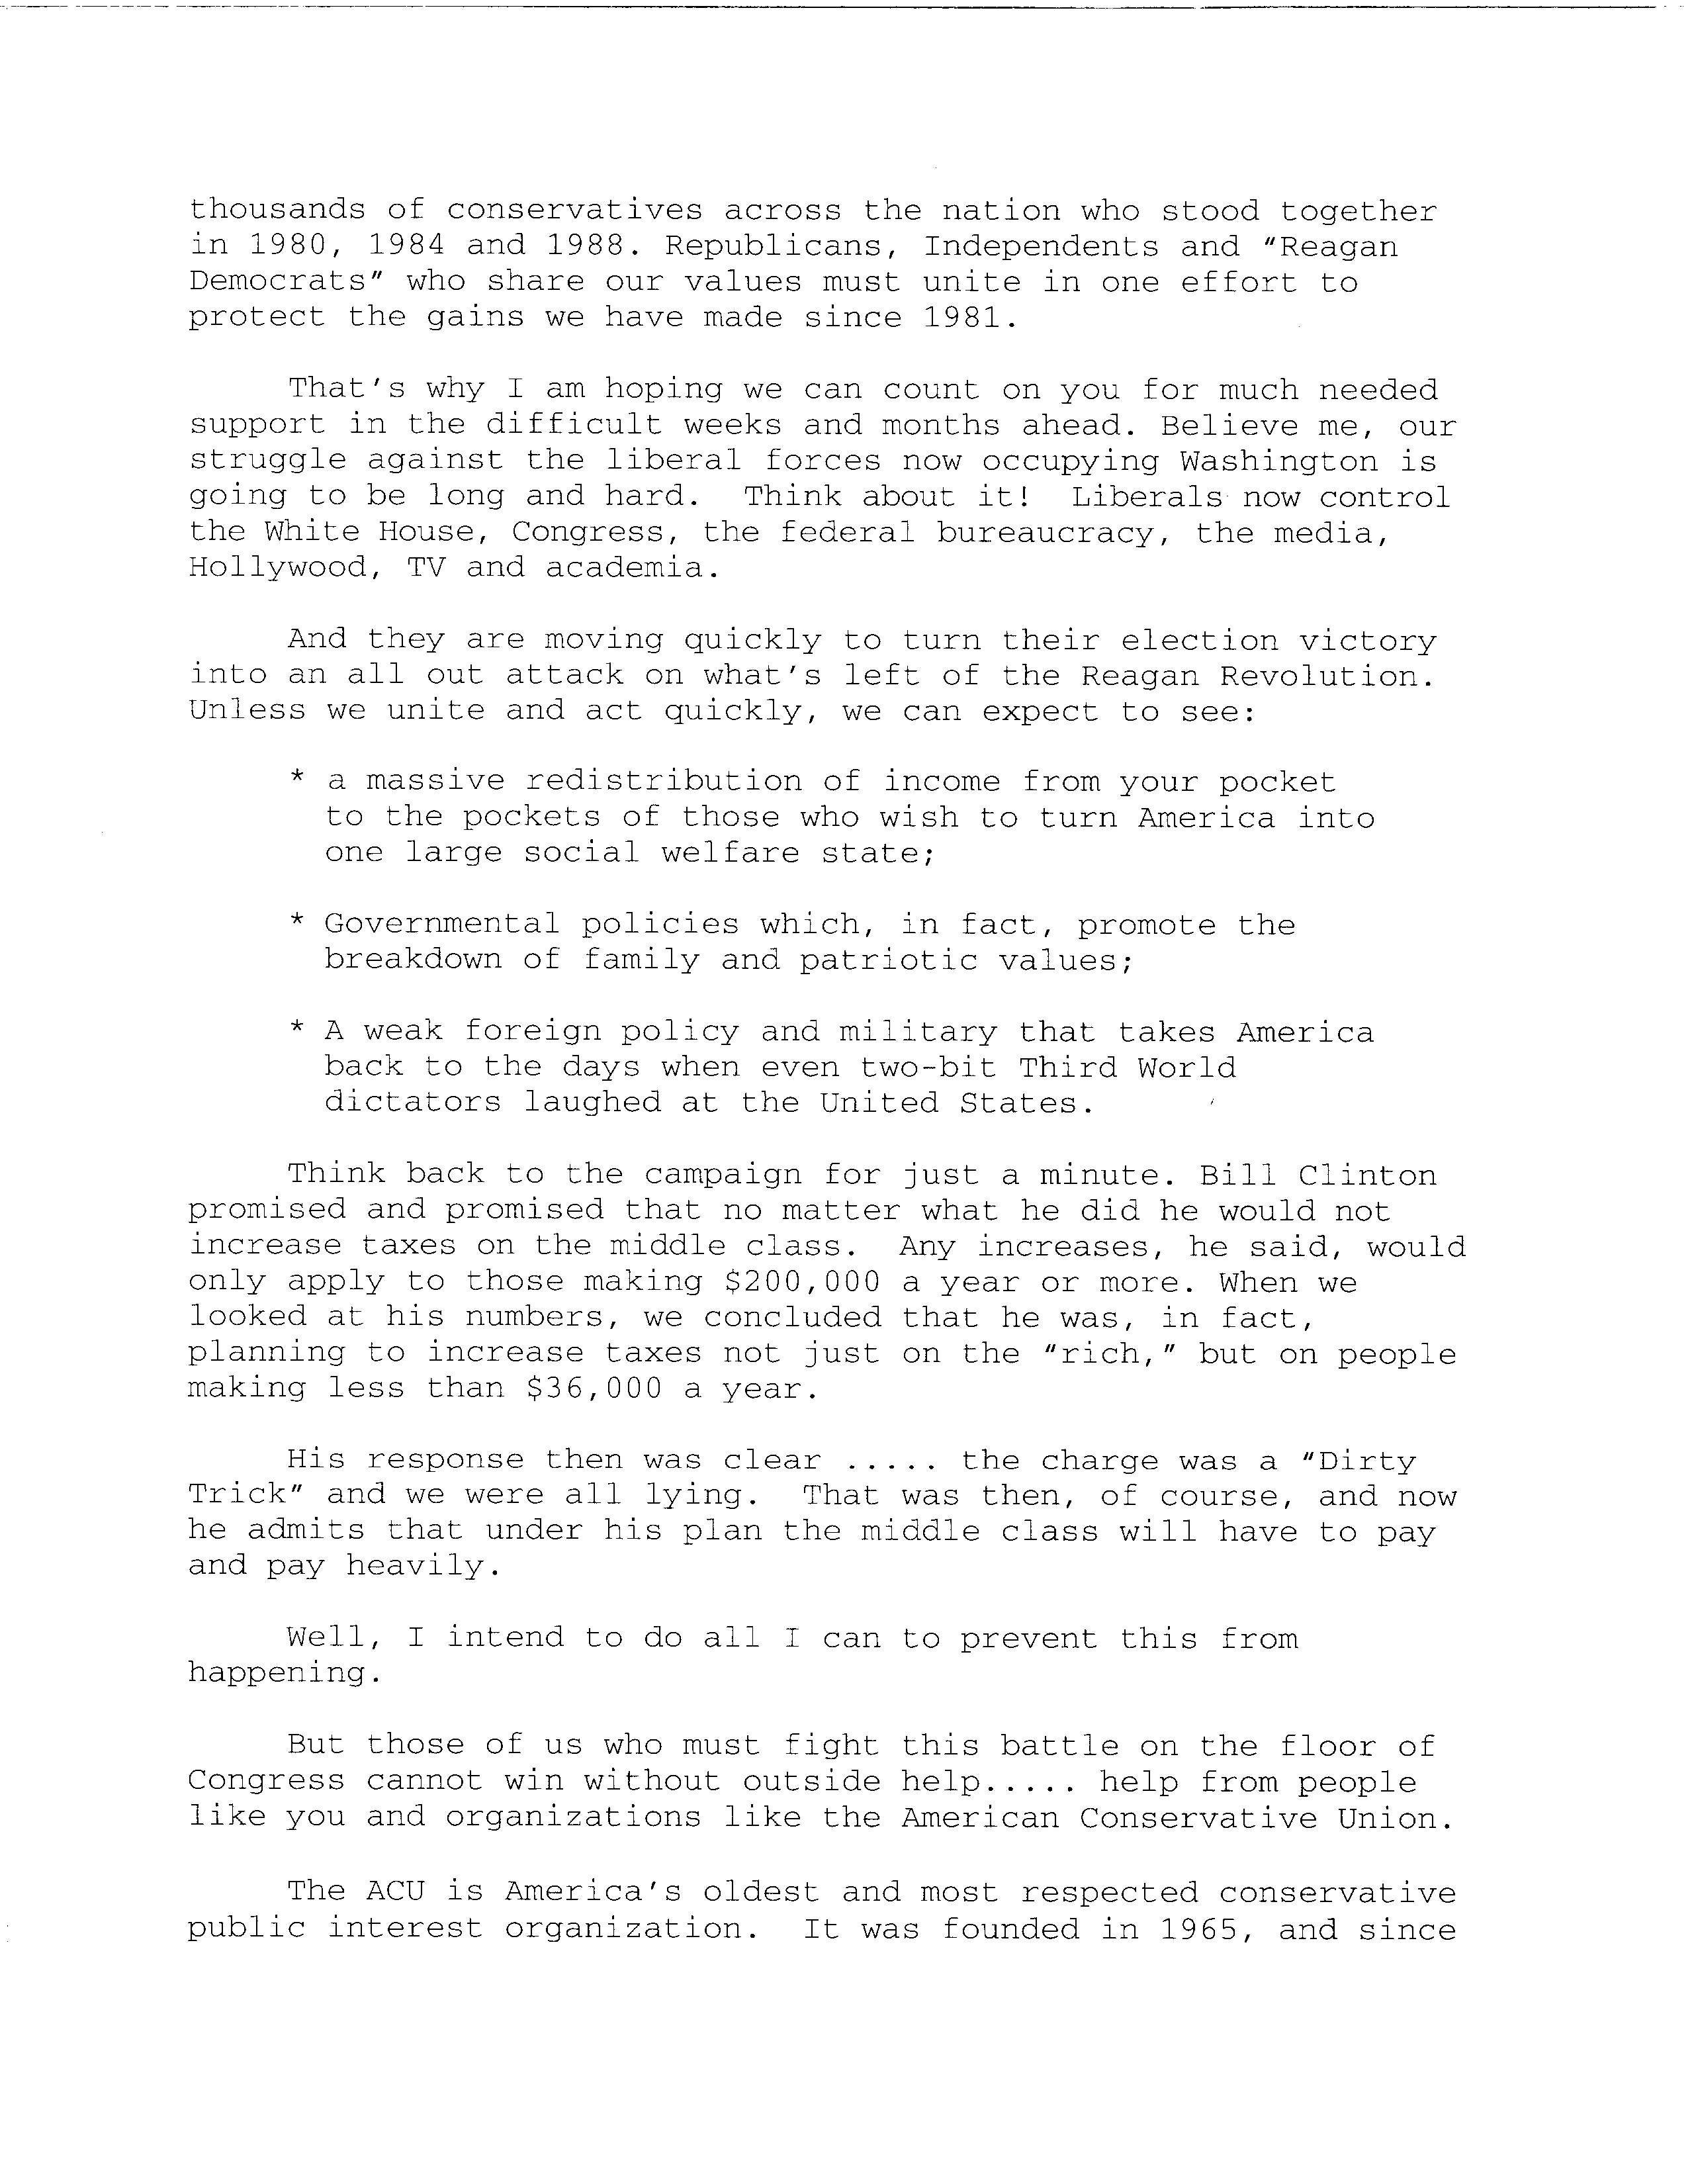 thousands of conservatives across the nation who stood together
in 1980, 1984 and 1988. Republicans, Independents and "Reagan
Democrats" who share our values must unite in one effort to
protect the gains we have made since 1981.
That's why I am hoping we can count on you for much needed
support in the difficult weeks and months ahead. Believe me, our
struggle against the liberal forces now occupying Washington is
going to be long and hard. Think about it! Liberals now control
the White House, Congress, the federal bureaucracy, the media,
Hollywood, TV and academia.
And they are moving quickly to turn their election victory
into an all out attack on what's left of the Reagan Revolution.
Unless we unite and act quickly, we can expect to see:
* a massive redistribution of income from your pocket
to the pockets of those who wish to turn America into
one large social welfare state;
* Governmental policies which, in fact, promote the
breakdown of family and patriotic values;
* A weak foreign policy and military that takes America
back to the days when even two-bit Third World
dictators laughed at the United States.
Think back to the campaign for just a minute. Bill Clinton
promised and promised that no matter what he did he would not
increase taxes on the middle class. Any increases, he said, would
only apply to those making $200,000 a year or more. When we
looked at his numbers, we concluded that he was, in fact,
planning to increase taxes not just on the "rich," but on people
making less than $36,000 a year.
His response then was clear ..... the charge was a "Dirty
Trick" and we were all lying. That was then, of course, and now
he admits that under his plan the middle class will have to pay
and pay heavily.
Well, I intend to do all I can to prevent this from
happening.
But those of us who must fight this battle on the floor of
Congress cannot win without outside help..... help from people
like you and organizations like the American Conservative Union.
The ACU is America's oldest and most respected conservative
public interest organization. It was founded in 1965, and since